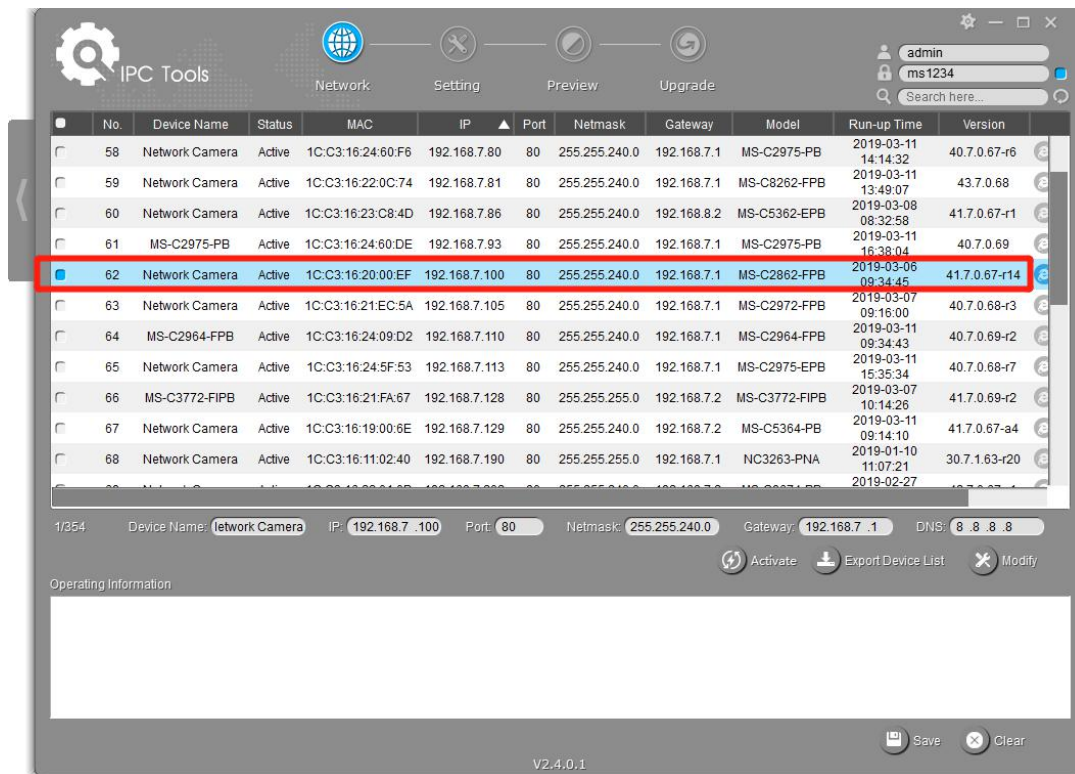 IPC Tools
Network Setting Preview Upgrade
admin
ms1234
Search here...
No. Device Name Status MAC IP Port Netmask Gateway Model Run-up Time Version
58 Network Camera Active 1C:C3:16:24:60:F6 192.168.7.80 80 255.255.240.0 192.168.7.1 MS-C2975-PB 2019-03-11 14:14:32 40.7.0.67-r6
59 Network Camera Active 1C:C3:16:22:0C:74 192.168.7.81 80 255.255.240.0 192.168.7.1 MS-C8262-FPB 2019-03-11 13:49:07 43.7.0.68
60 Network Camera Active 1C:C3:16:23:C8:4D 192.168.7.86 80 255.255.240.0 192.168.8.2 MS-C5362-EPB 2019-03-08 08:32:58 41.7.0.67-r1
61 MS-C2975-PB Active 1C:C3:16:24:60:DE 192.168.7.93 80 255.255.240.0 192.168.7.1 MS-C2975-PB 2019-03-11 16:38:04 40.7.0.69
62 Network Camera Active 1C:C3:16:20:00:EF 192.168.7.100 80 255.255.240.0 192.168.7.1 MS-C2862-FPB 2019-03-06 09:34:45 41.7.0.67-r14
63 Network Camera Active 1C:C3:16:21:EC:5A 192.168.7.105 80 255.255.240.0 192.168.7.1 MS-C2972-FPB 2019-03-07 09:16:00 40.7.0.68-r3
64 MS-C2964-FPB Active 1C:C3:16:24:09:D2 192.168.7.110 80 255.255.240.0 192.168.7.1 MS-C2964-FPB 2019-03-11 09:34:43 40.7.0.69-r2
65 Network Camera Active 1C:C3:16:24:5F:53 192.168.7.113 80 255.255.240.0 192.168.7.1 MS-C2975-EPB 2019-03-11 15:35:34 40.7.0.68-r7
66 MS-C3772-FIPB Active 1C:C3:16:21:FA:67 192.168.7.128 80 255.255.255.0 192.168.7.2 MS-C3772-FIPB 2019-03-07 10:14:26 41.7.0.69-r2
67 Network Camera Active 1C:C3:16:19:00:6E 192.168.7.129 80 255.255.240.0 192.168.7.2 MS-C5364-PB 2019-03-11 09:14:10 41.7.0.67-a4
68 Network Camera Active 1C:C3:16:11:02:40 192.168.7.190 80 255.255.255.0 192.168.7.1 NC3263-PNA 2019-01-10 11:07:21 30.7.1.63-r20
2019-02-27
1/354 Device Name: letwork Camera IP: 192.168.7 .100 Port: 80 Netmask: 255.255.240.0 Gateway: 192.168.7 .1 DNS: 8 .8 .8 .8
Activate Export Device List Modify
Operating Information
Save Clear
V2.4.0.1